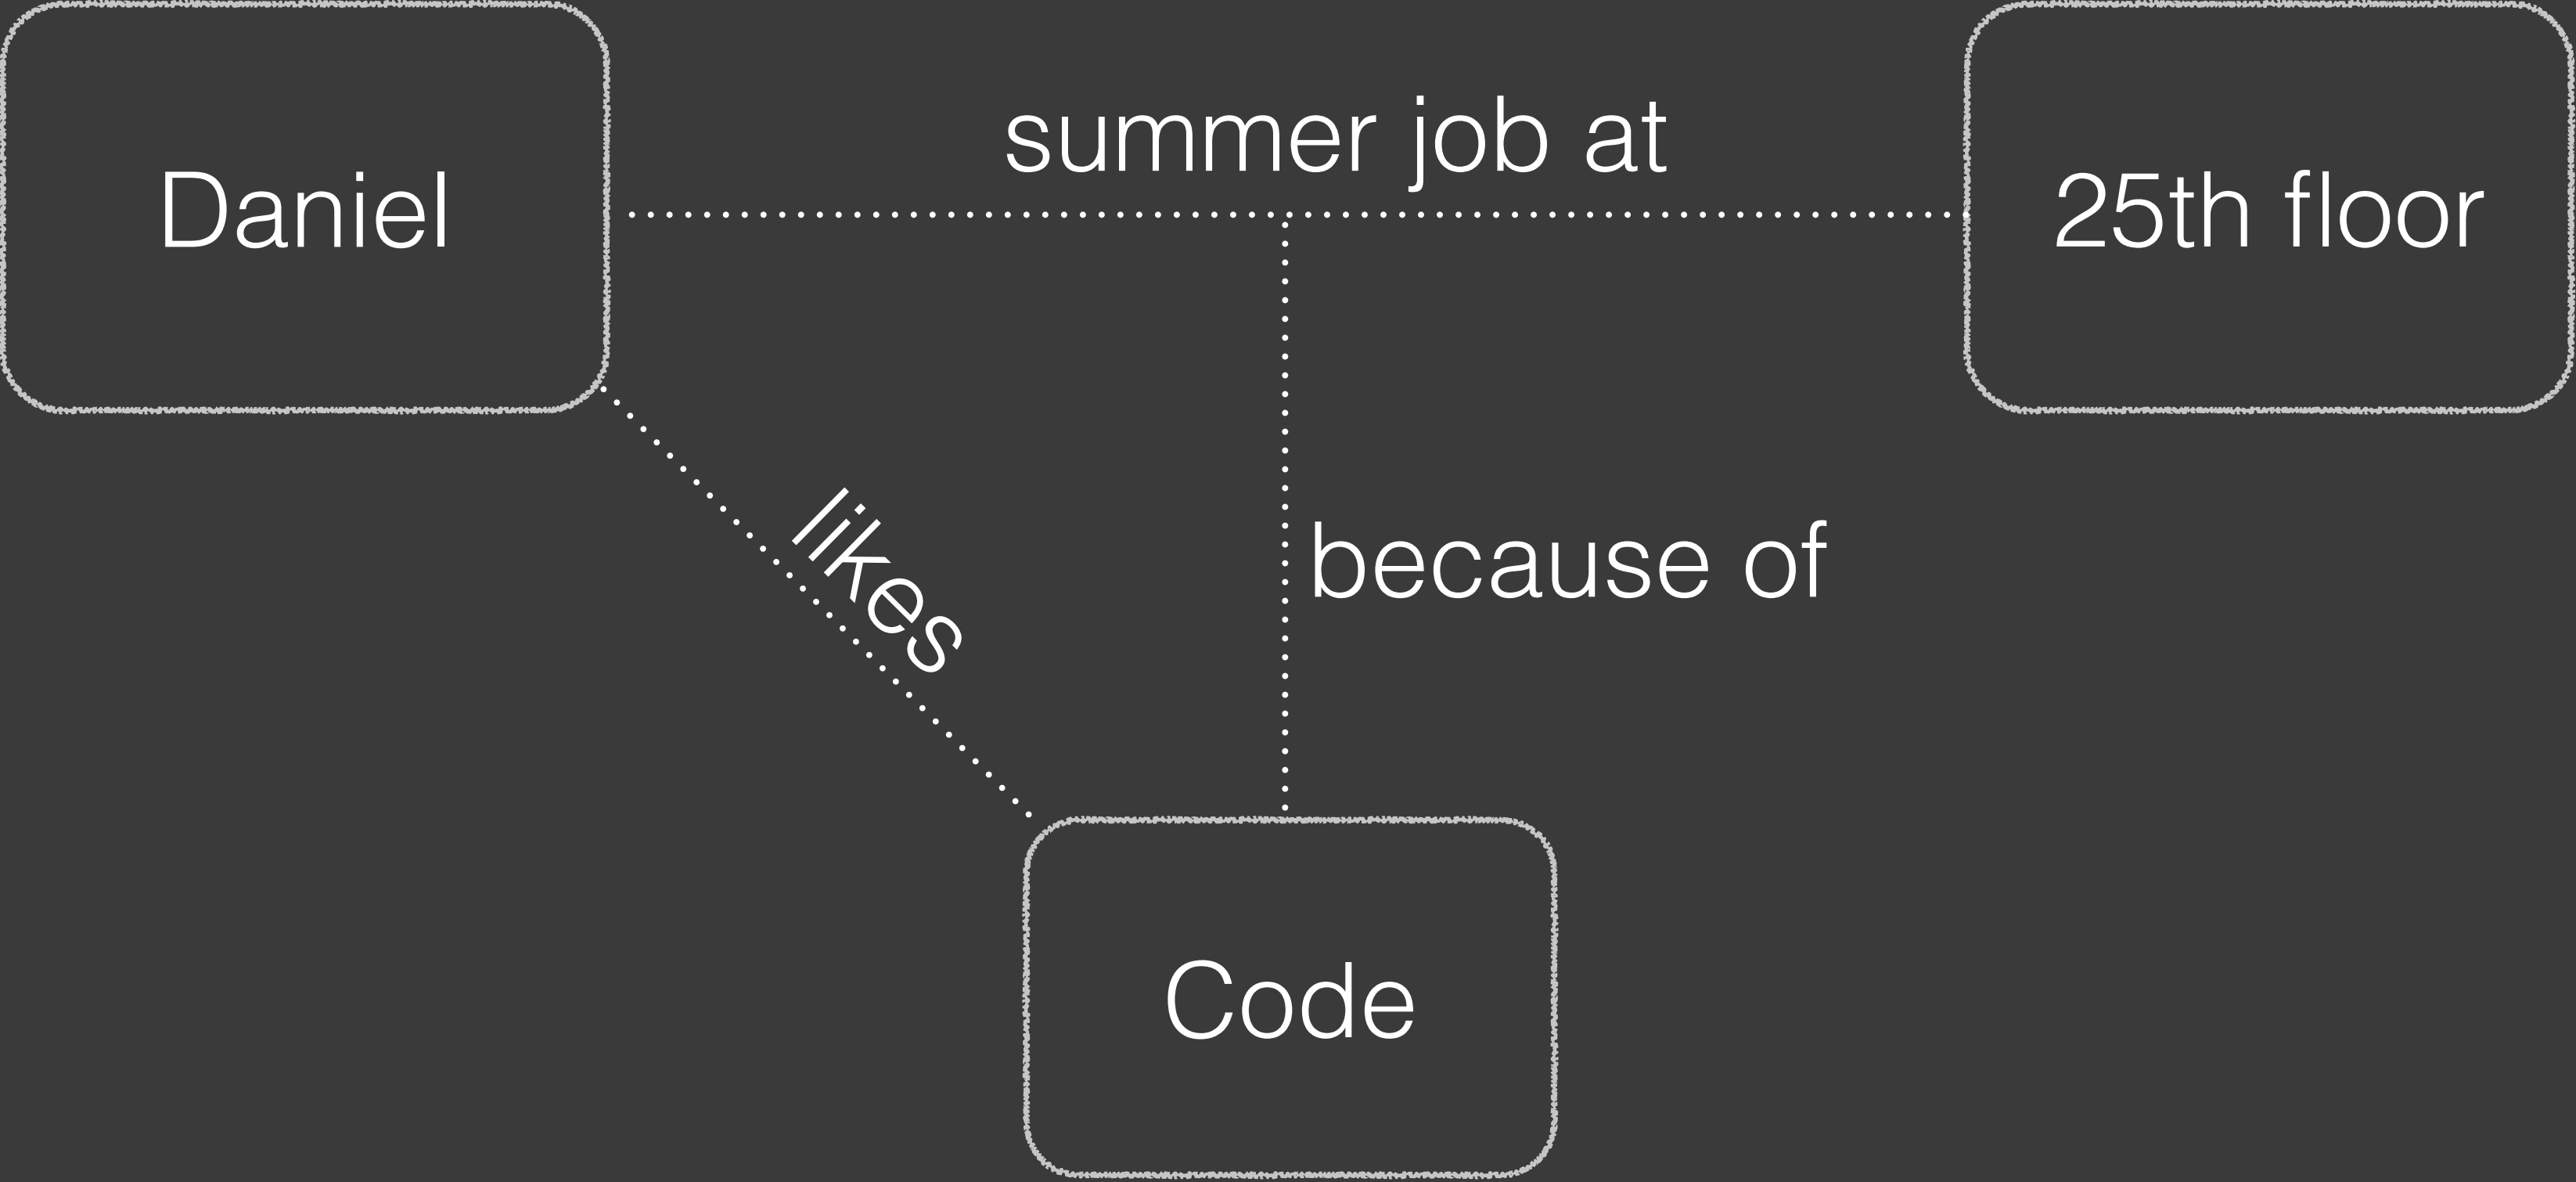 summer job at
Daniel
25th floor
likes
because of
Code